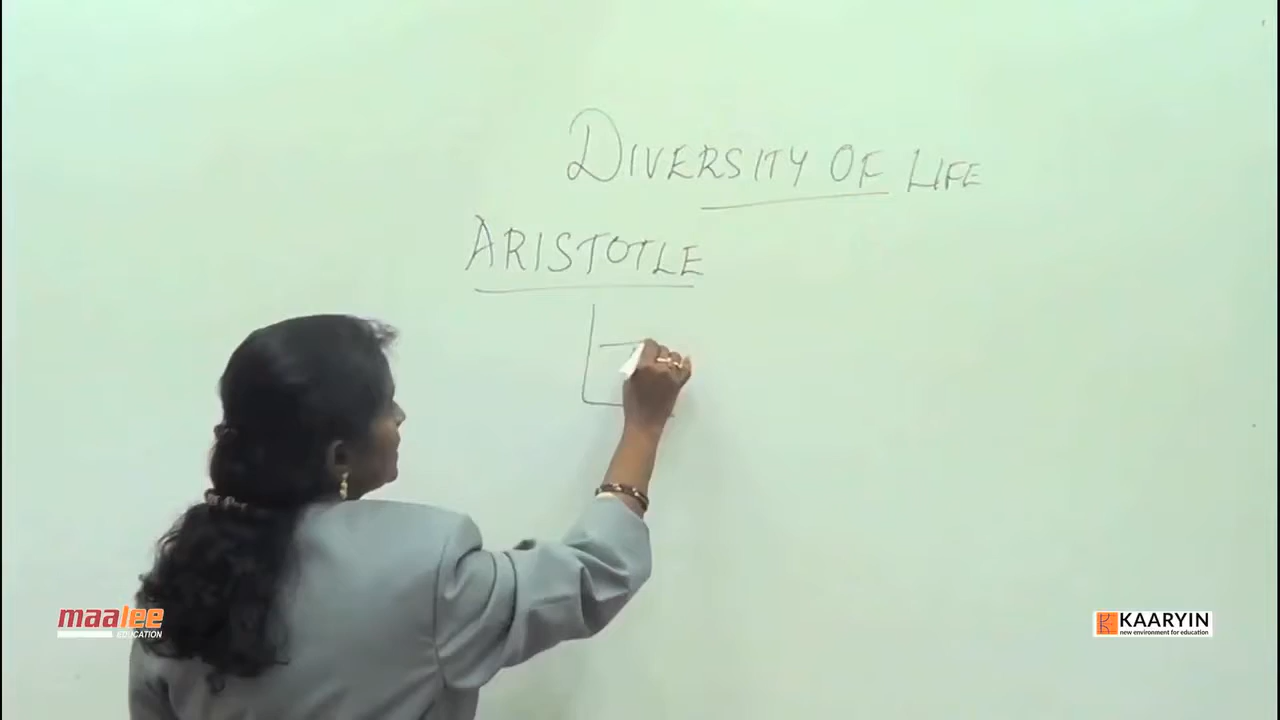 DIVERSITY OF LIFE
ARISTOTLE
maalee
EDUCATION
KAARYIN
new environment for education